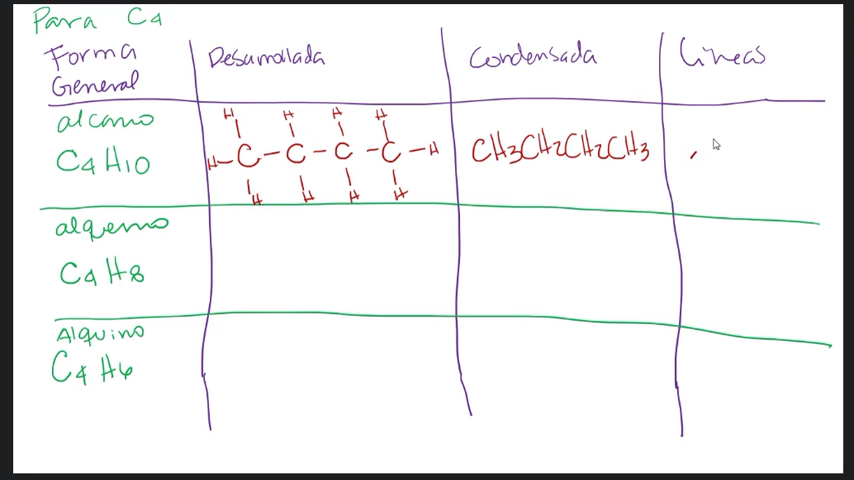 Para C4
Forma General
Desarrollada
Condensada
Líneas
alcano
C4H10
H H H H
H-C-C-C-C-H
H H H H
CH3CH2CH2CH3
alqueno
C4H8
Alquino
C4H6